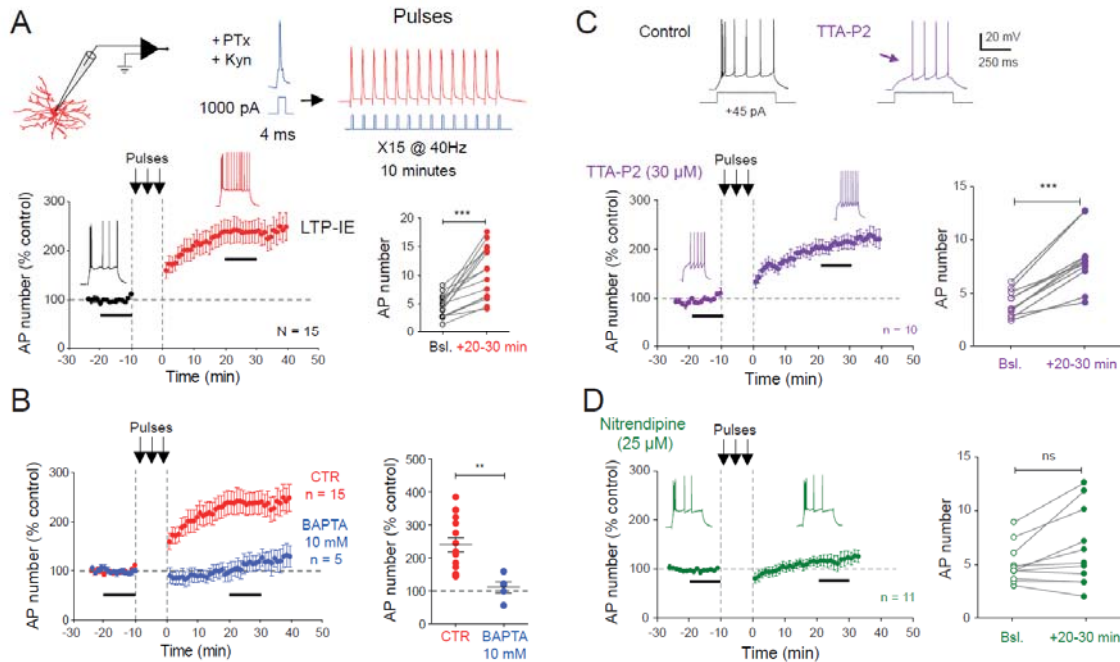 A
+ PTx
+ Kyn
1000 pA
4 ms
Pulses
X15 @ 40Hz
10 minutes
Pulses
LTP-IE
AP number (% control)
300
200
100
0
-30 -20 -10 0 10 20 30 40 50
Time (min)
N = 15
AP number
20
15
10
5
0
***
Bsl. +20-30 min
B
Pulses
CTR
n = 15
BAPTA
10 mM
n = 5
AP number (% control)
300
200
100
0
-30 -20 -10 0 10 20 30 40 50
Time (min)
AP number (% control)
500
400
300
200
100
0
**
CTR BAPTA
10 mM
C
Control
+45 pA
TTA-P2
20 mV
250 ms
TTA-P2 (30 µM)
Pulses
AP number (% control)
300
200
100
0
-30 -20 -10 0 10 20 30 40 50
Time (min)
n = 10
AP number
15
10
5
0
***
Bsl. +20-30 min
D
Nitrendipine
(25 µM)
Pulses
AP number (% control)
300
200
100
0
-30 -20 -10 0 10 20 30 40 50
Time (min)
n = 11
AP number
15
10
5
0
ns
Bsl. +20-30 min